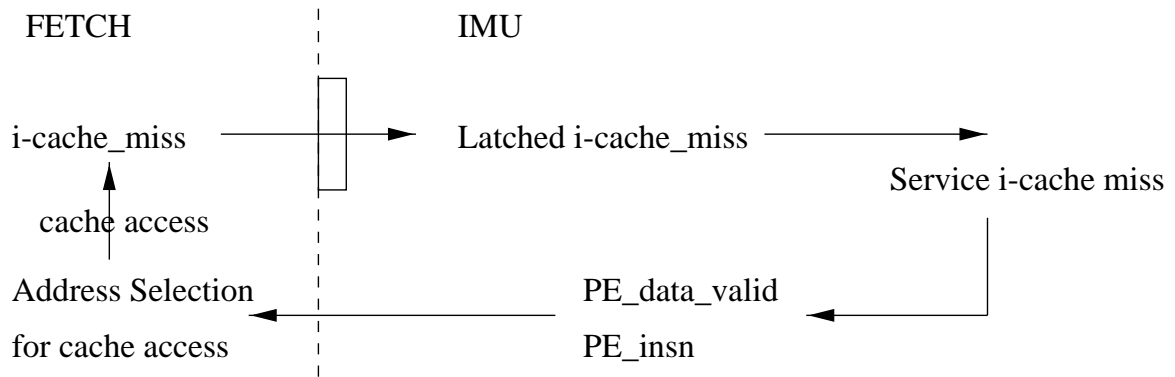 FETCH
IMU
i-cache_miss
Latched i-cache_miss
Service i-cache miss
cache access
Address Selection
for cache access
PE_data_valid
PE_insn